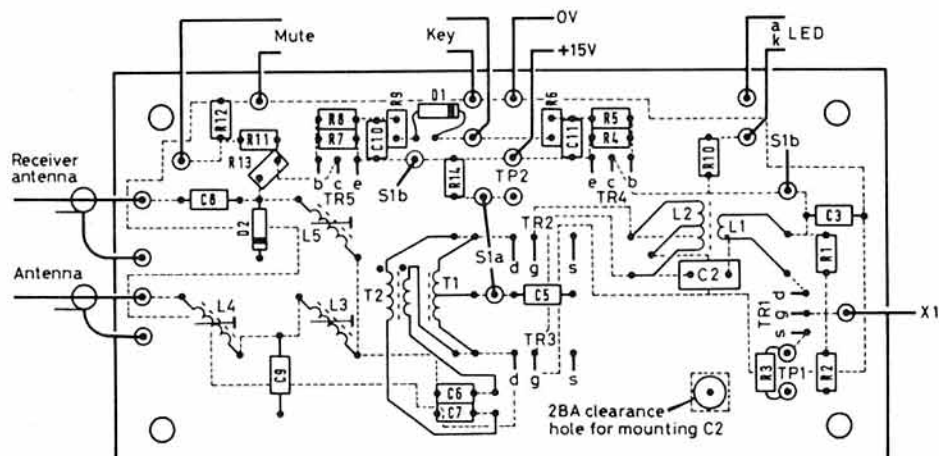 Mute
Key
0V
+15V
a
k LED
R12
R11
R13
R8
R7
C10
R9
D1
R6
C11
R5
R4
R10
S1b
Receiver
antenna
b c e
TR5
S1b
R14
TP2
e c b
TR4
C8
D2
L5
S1a
TR2
d g s
L2
L1
C3
R1
Antenna
L4
L3
T2
T1
C5
C2
TR3
d g s
TR1
d
g
s
X1
C9
C6
C7
R3
TP1
R2
2BA clearance
hole for mounting C2